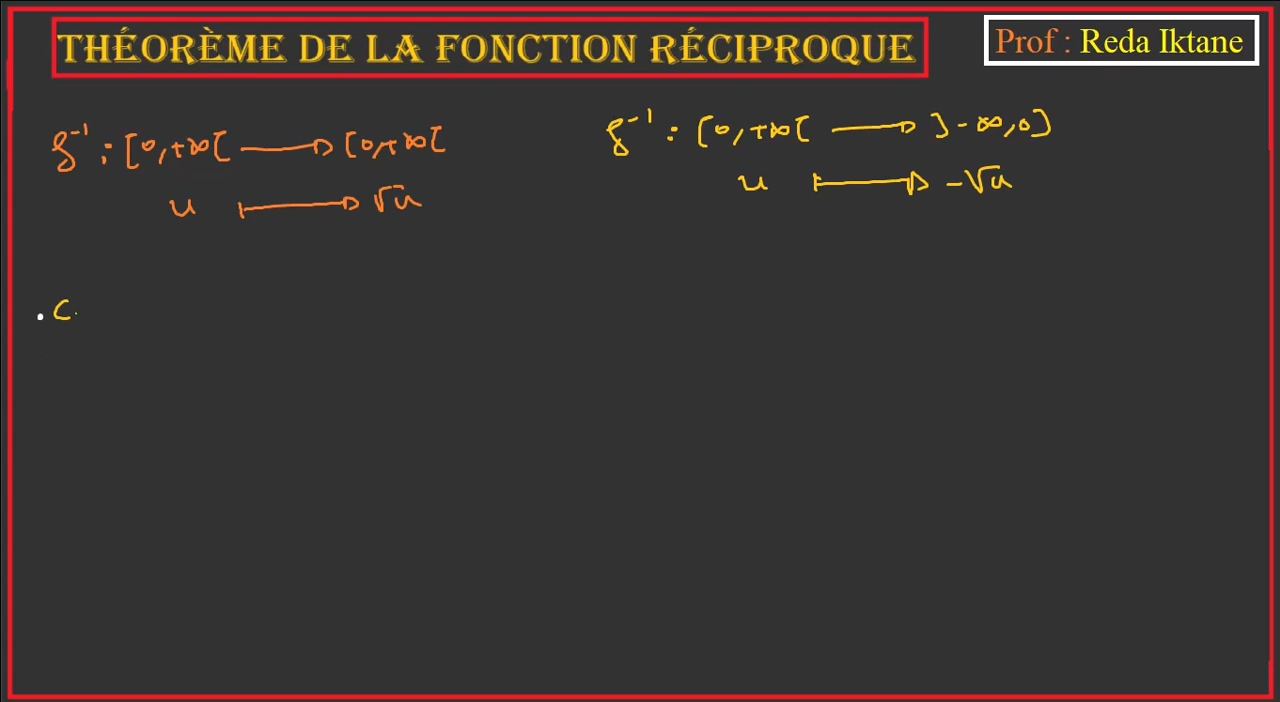 THÉORÈME DE LA FONCTION RÉCIPROQUE
Prof : Reda Iktane
g⁻¹ : [0,+∞[ → [0,+∞[
u ↦ √u
g⁻¹ : [0,+∞[ → ]-∞,0]
u ↦ -√u
. C